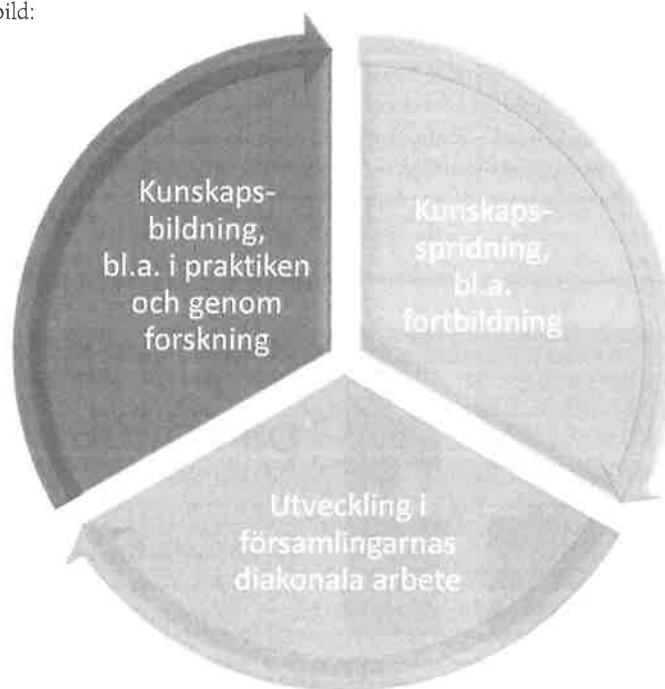 bild:
Kunskaps-
bildning,
bl.a. i praktiken
och genom
forskning
Kunskaps-
spridning,
bl.a.
fortbildning
Utveckling i
församlingarnas
diakonala arbete